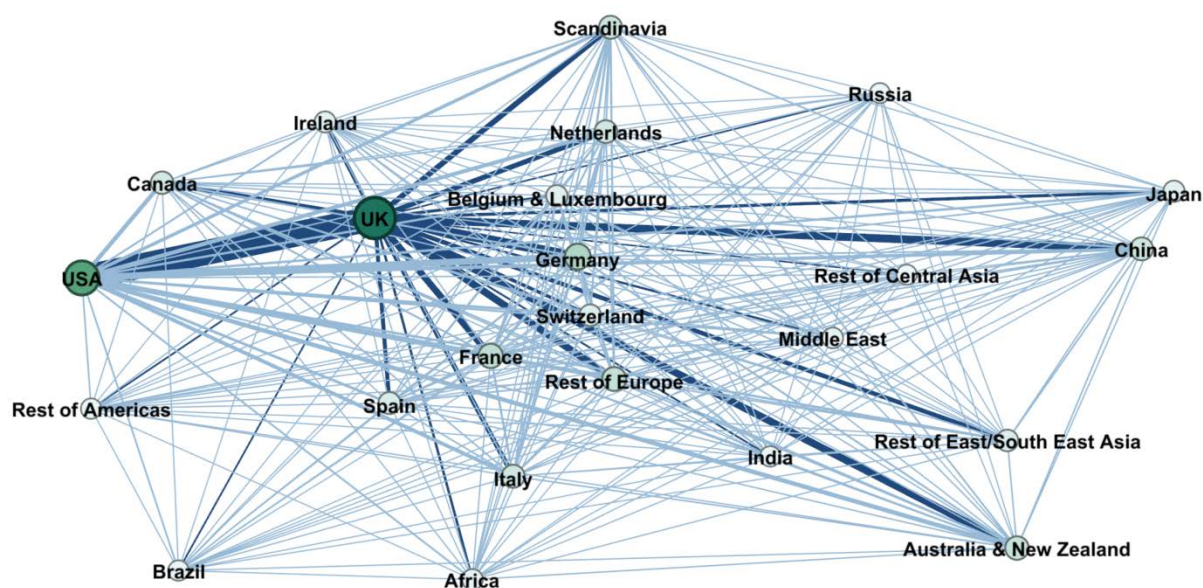 Scandinavia
Russia
Ireland
Netherlands
Canada
Belgium & Luxembourg
Japan
UK
China
Germany
USA
Rest of Central Asia
Switzerland
Middle East
France
Rest of Europe
Rest of Americas
Spain
Rest of East/South East Asia
India
Italy
Australia & New Zealand
Brazil
Africa